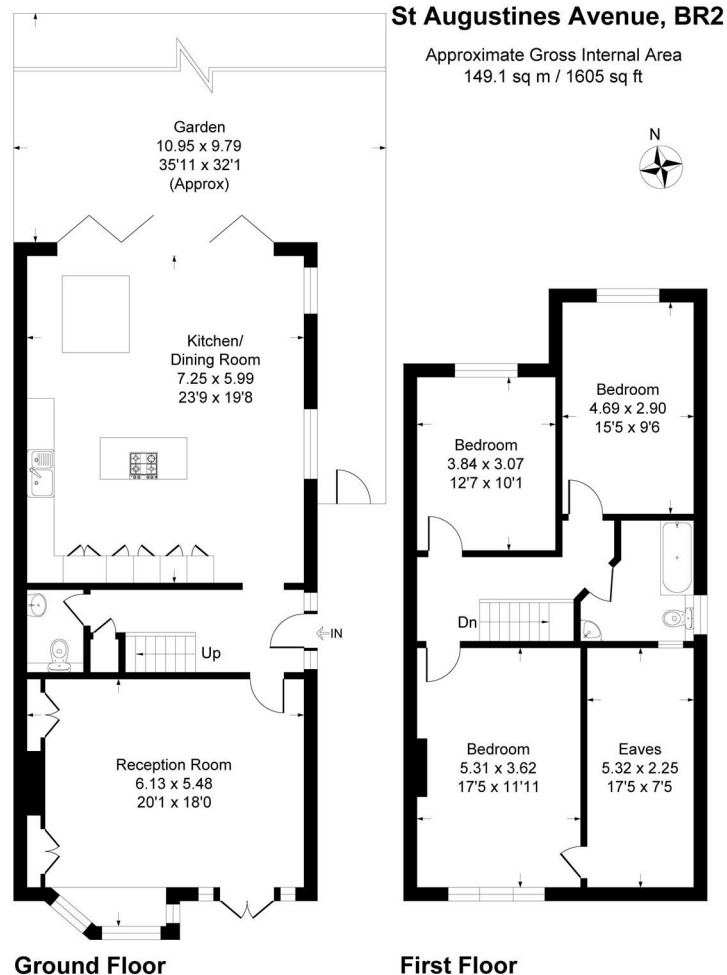 St Augustines Avenue, BR2
Approximate Gross Internal Area
149.1 sq m / 1605 sq ft
N
Garden
10.95 x 9.79
35'11 x 32'1
(Approx)
Kitchen/
Dining Room
7.25 x 5.99
23'9 x 19'8
IN
Up
Reception Room
6.13 x 5.48
20'1 x 18'0
Ground Floor
Bedroom
4.69 x 2.90
15'5 x 9'6
Bedroom
3.84 x 3.07
12'7 x 10'1
Dn
Bedroom
5.31 x 3.62
17'5 x 11'11
Eaves
5.32 x 2.25
17'5 x 7'5
First Floor